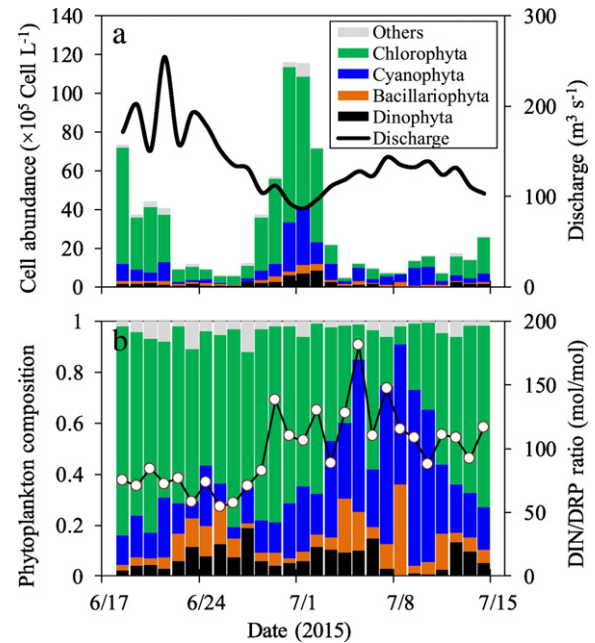 a
Others
Chlorophyta
Cyanophyta
Bacillariophyta
Dinophyta
Discharge
Cell abundance (×10⁵ Cell L⁻¹)
140
120
100
80
60
40
20
0
Discharge (m³ s⁻¹)
300
200
100
0
b
Phytoplankton composition
1
0.8
0.6
0.4
0.2
0
DIN/DRP ratio (mol/mol)
200
150
100
50
0
6/17
6/24
7/1
7/8
7/15
Date (2015)